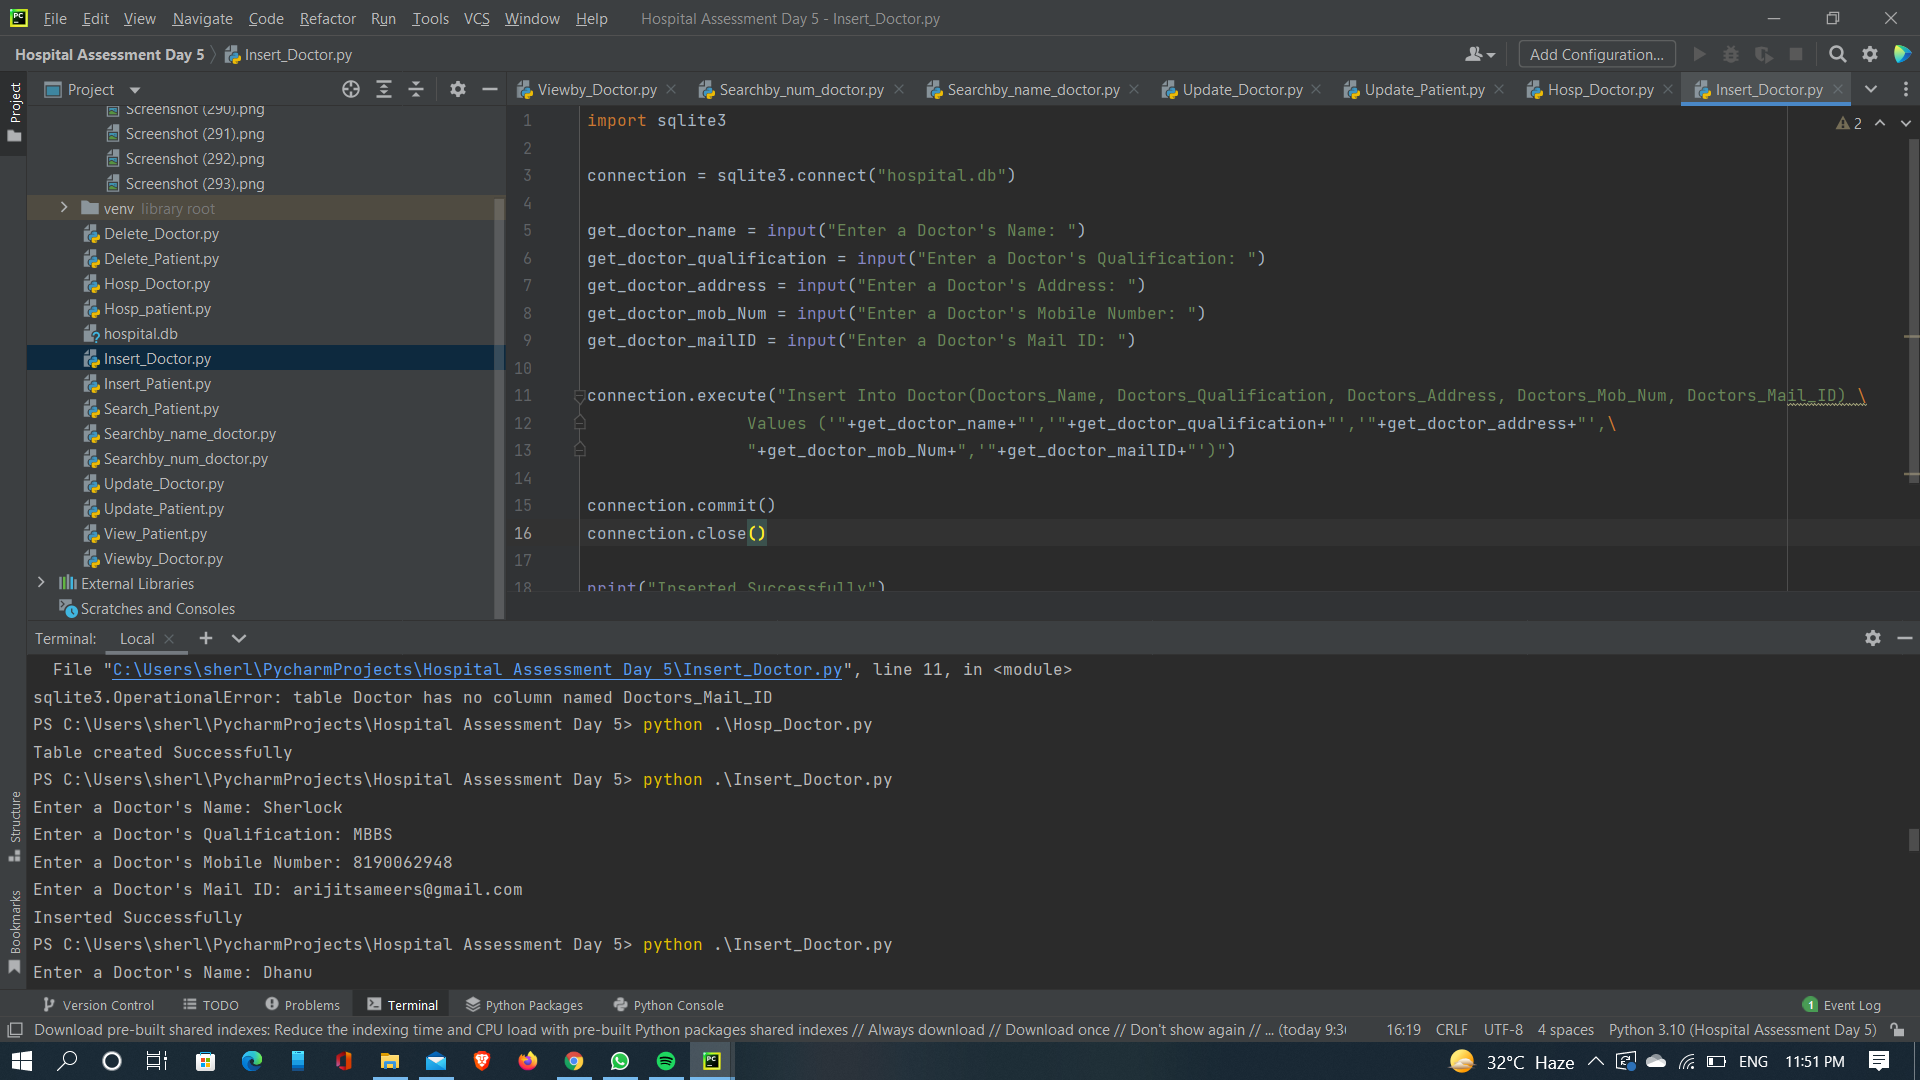 File Edit View Navigate Code Refactor Run Tools VCS Window Help Hospital Assessment Day 5 - Insert_Doctor.py
Hospital Assessment Day 5 Insert_Doctor.py Add Configuration...
Project
Project
Viewby_Doctor.py Searchby_num_doctor.py Searchby_name_doctor.py Update_Doctor.py Update_Patient.py Hosp_Doctor.py Insert_Doctor.py
Screenshot (290).png
Screenshot (291).png
Screenshot (292).png
Screenshot (293).png
venv library root
Delete_Doctor.py
Delete_Patient.py
Hosp_Doctor.py
Hosp_patient.py
hospital.db
Insert_Doctor.py
Insert_Patient.py
Search_Patient.py
Searchby_name_doctor.py
Searchby_num_doctor.py
Update_Doctor.py
Update_Patient.py
View_Patient.py
Viewby_Doctor.py
External Libraries
Scratches and Consoles
2
1 import sqlite3
2
3 connection = sqlite3.connect("hospital.db")
4
5 get_doctor_name = input("Enter a Doctor's Name: ")
6 get_doctor_qualification = input("Enter a Doctor's Qualification: ")
7 get_doctor_address = input("Enter a Doctor's Address: ")
8 get_doctor_mob_Num = input("Enter a Doctor's Mobile Number: ")
9 get_doctor_mailID = input("Enter a Doctor's Mail ID: ")
10
11 connection.execute("Insert Into Doctor(Doctors_Name, Doctors_Qualification, Doctors_Address, Doctors_Mob_Num, Doctors_Mail_ID) \
12 Values ('"+get_doctor_name+"','"+get_doctor_qualification+"','"+get_doctor_address+"',\
13 "+get_doctor_mob_Num+",'"+get_doctor_mailID+"')")
14
15 connection.commit()
16 connection.close()
17
18 print("Inserted Successfully")
Terminal: Local
File "C:\Users\sherl\PycharmProjects\Hospital Assessment Day 5\Insert_Doctor.py", line 11, in <module>
sqlite3.OperationalError: table Doctor has no column named Doctors_Mail_ID
PS C:\Users\sherl\PycharmProjects\Hospital Assessment Day 5> python .\Hosp_Doctor.py
Table created Successfully
PS C:\Users\sherl\PycharmProjects\Hospital Assessment Day 5> python .\Insert_Doctor.py
Enter a Doctor's Name: Sherlock
Enter a Doctor's Qualification: MBBS
Enter a Doctor's Mobile Number: 8190062948
Enter a Doctor's Mail ID: arijitsameers@gmail.com
Inserted Successfully
PS C:\Users\sherl\PycharmProjects\Hospital Assessment Day 5> python .\Insert_Doctor.py
Enter a Doctor's Name: Dhanu
Structure
Bookmarks
Version Control TODO Problems Terminal Python Packages Python Console 1 Event Log
Download pre-built shared indexes: Reduce the indexing time and CPU load with pre-built Python packages shared indexes // Always download // Download once // Don't show again // ... (today 9:3 16:19 CRLF UTF-8 4 spaces Python 3.10 (Hospital Assessment Day 5)
32°C Haze ENG 11:51 PM